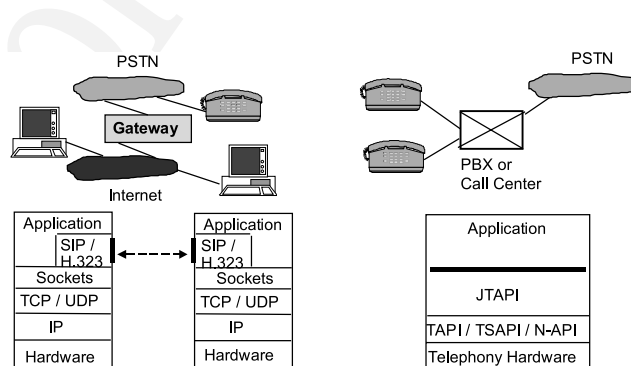 PSTN
Gateway
Internet
PSTN
PBX or
Call Center
Application
SIP /
H.323
Sockets
TCP / UDP
IP
Hardware
Application
SIP /
H.323
Sockets
TCP / UDP
IP
Hardware
Application
JTAPI
TAPI / TSAPI / N-API
Telephony Hardware